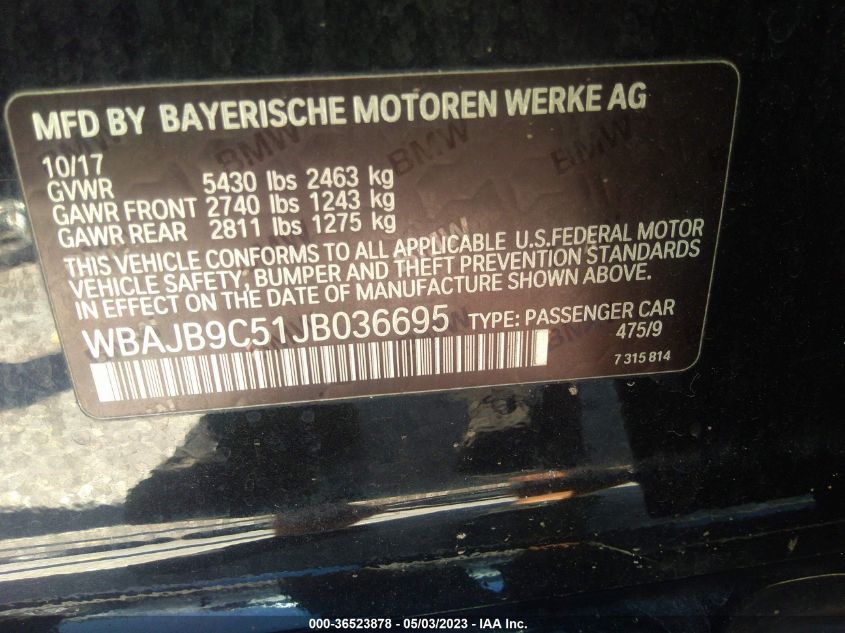 MFD BY BAYERISCHE MOTOREN WERKE AG
10/17
GVWR 5430 lbs 2463 kg
GAWR FRONT 2740 lbs 1243 kg
GAWR REAR 2811 lbs 1275 kg
THIS VEHICLE CONFORMS TO ALL APPLICABLE U.S.FEDERAL MOTOR
VEHICLE SAFETY, BUMPER AND THEFT PREVENTION STANDARDS
IN EFFECT ON THE DATE OF MANUFACTURE SHOWN ABOVE.
WBAJB9C51JB036695 TYPE: PASSENGER CAR
475/9
7 315 814
000-36523878 - 05/03/2023 - IAA Inc.